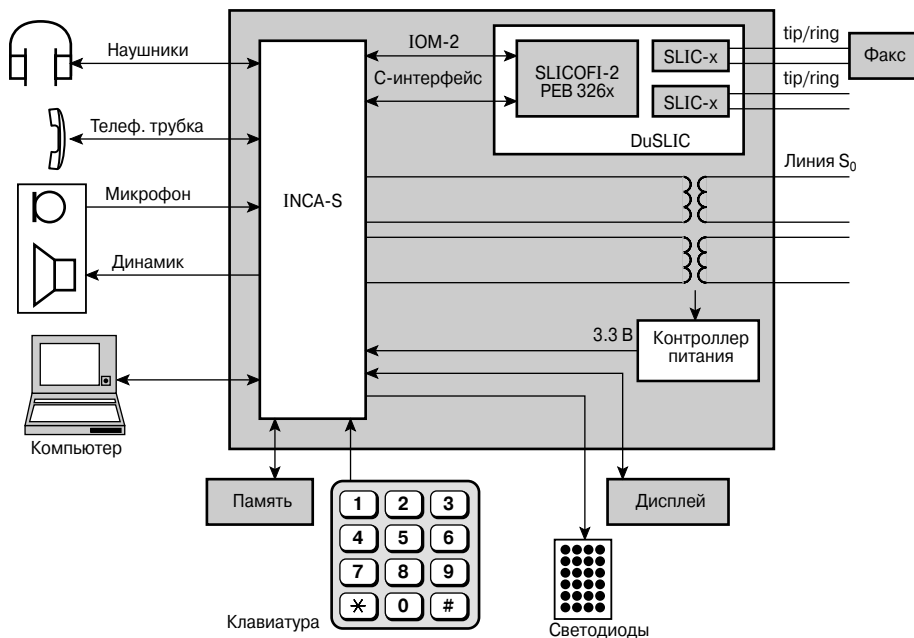 Наушники
Телеф. трубка
Микрофон
Динамик
Компьютер
INCA-S
IOM-2
С-интерфейс
SLICOFI-2
PEB 326x
SLIC-x
SLIC-x
DuSLIC
tip/ring
tip/ring
Факс
Линия S₀
3.3 В
Контроллер
питания
Память
Дисплей
1 2 3
4 5 6
7 8 9
* 0 #
Клавиатура
Светодиоды